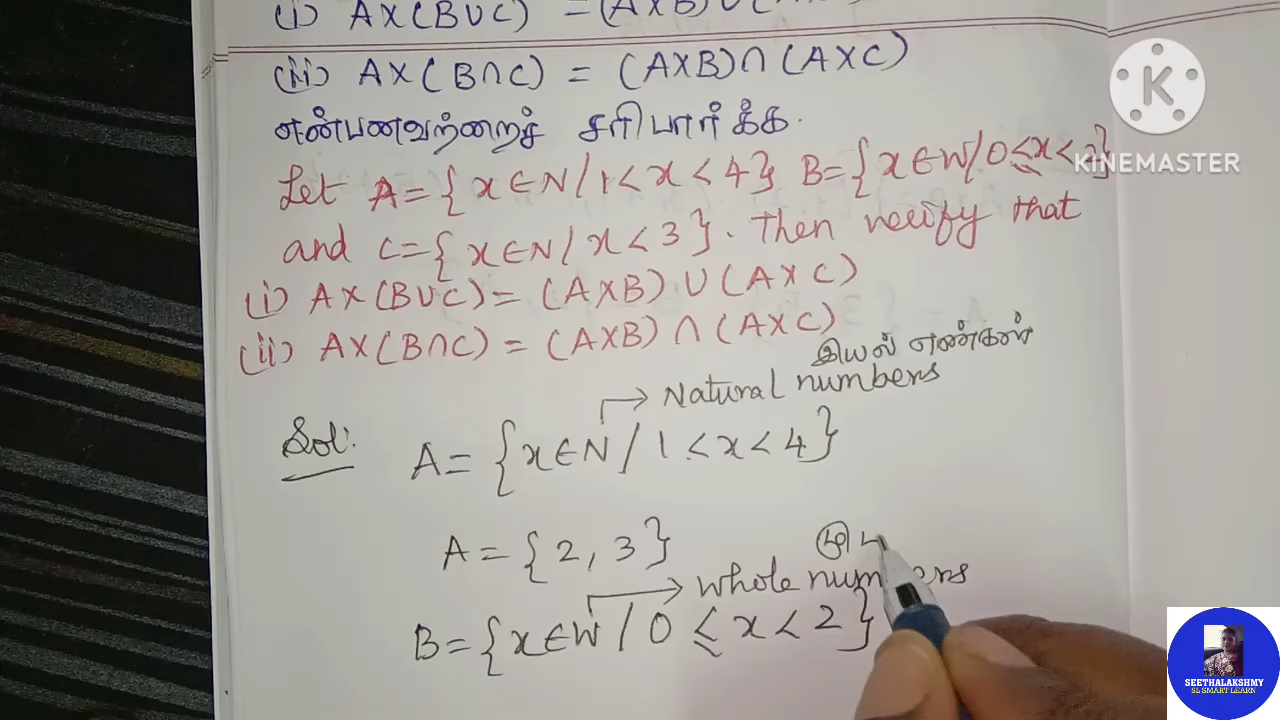 (i) A×(B∪C) = (A×B)∪(A
(ii) A×(B∩C) = (A×B)∩(A×C)
என்பனவற்றைச் சரிபார்க்க.
Let A={x∈N/1<x<4} B={x∈W/0≤x<2}
and C={x∈N/x<3}. Then verify that
(i) A×(B∪C)=(A×B)∪(A×C)
(ii) A×(B∩C)=(A×B)∩(A×C)
இயல் எண்கள்
Natural numbers
Sol:
A={x∈N/1<x<4}
A={2,3}
மு
Whole numbers
B={x∈W/0≤x<2}
K
KINEMASTER
SEETHALAKSHMY
SL SMART LEARN